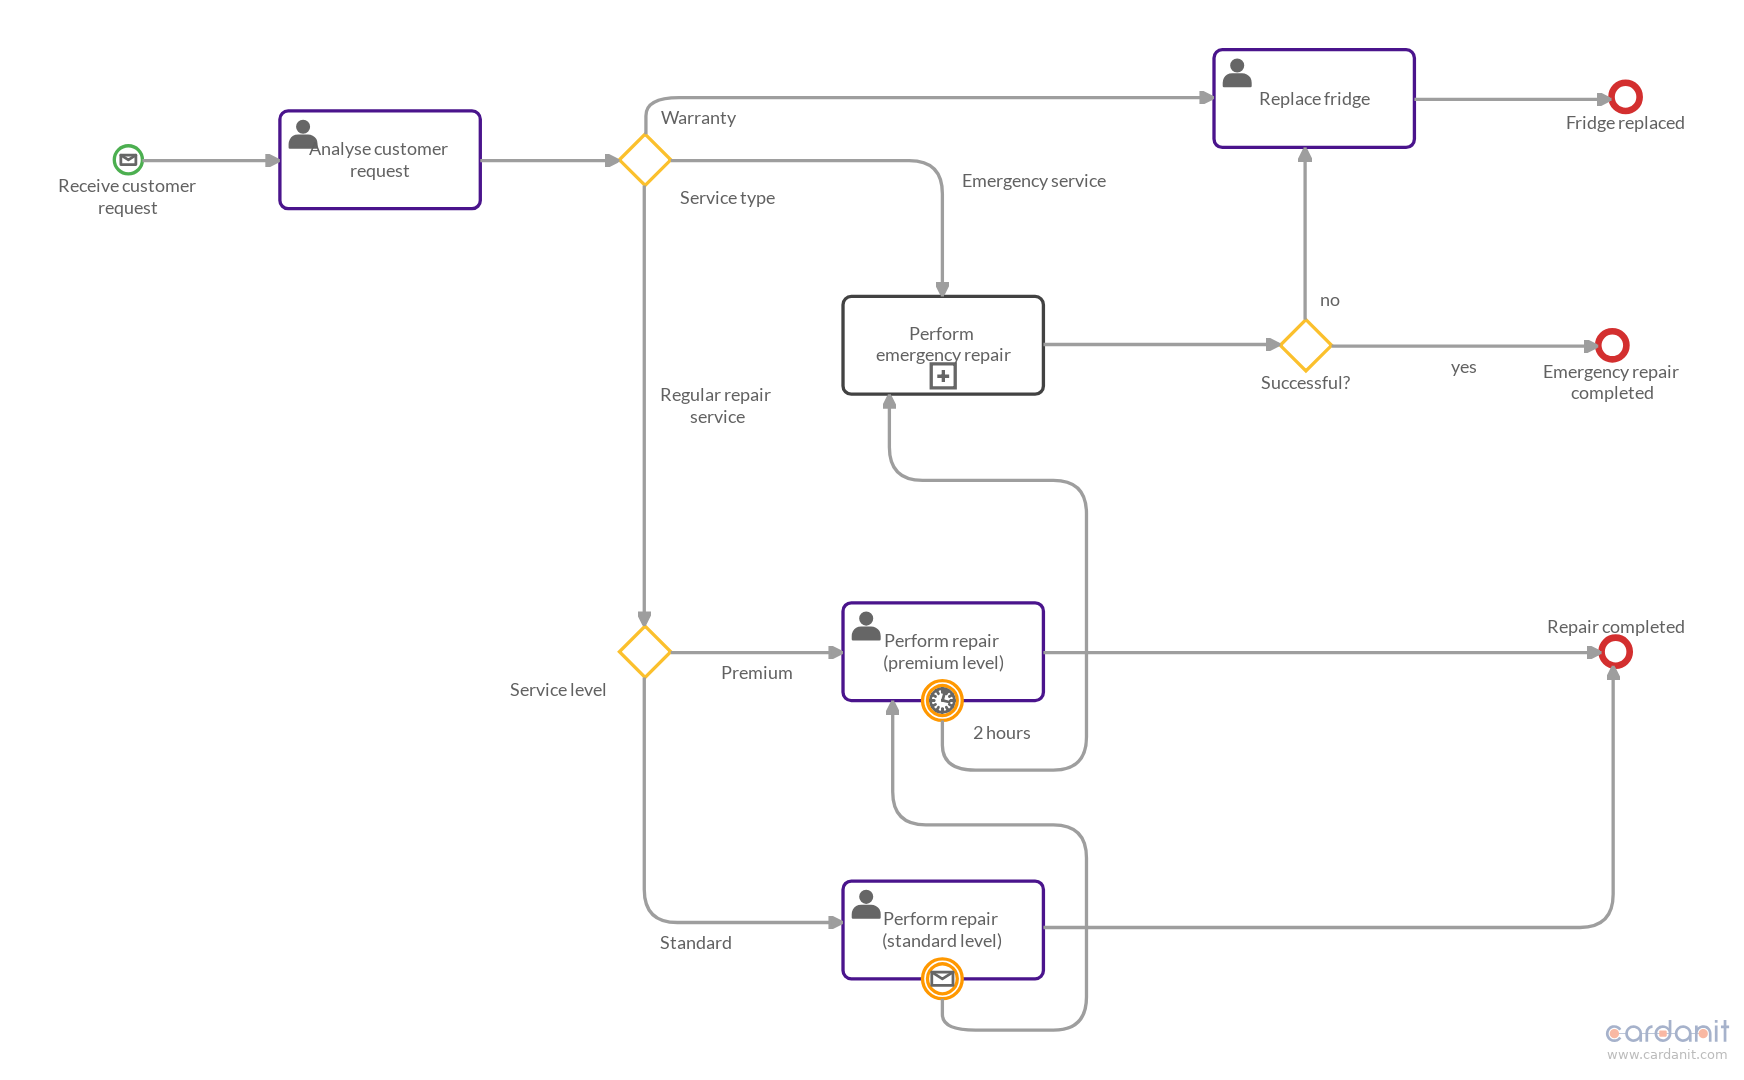 Replace fridge
Warranty
Fridge replaced
Analyse customer
request
Receive customer
request
Service type
Emergency service
no
Perform
emergency repair
yes
Successful?
Emergency repair
completed
Regular repair
service
Repair completed
Perform repair
(premium level)
Premium
Service level
2 hours
Perform repair
(standard level)
Standard
cardanit
www.cardanit.com